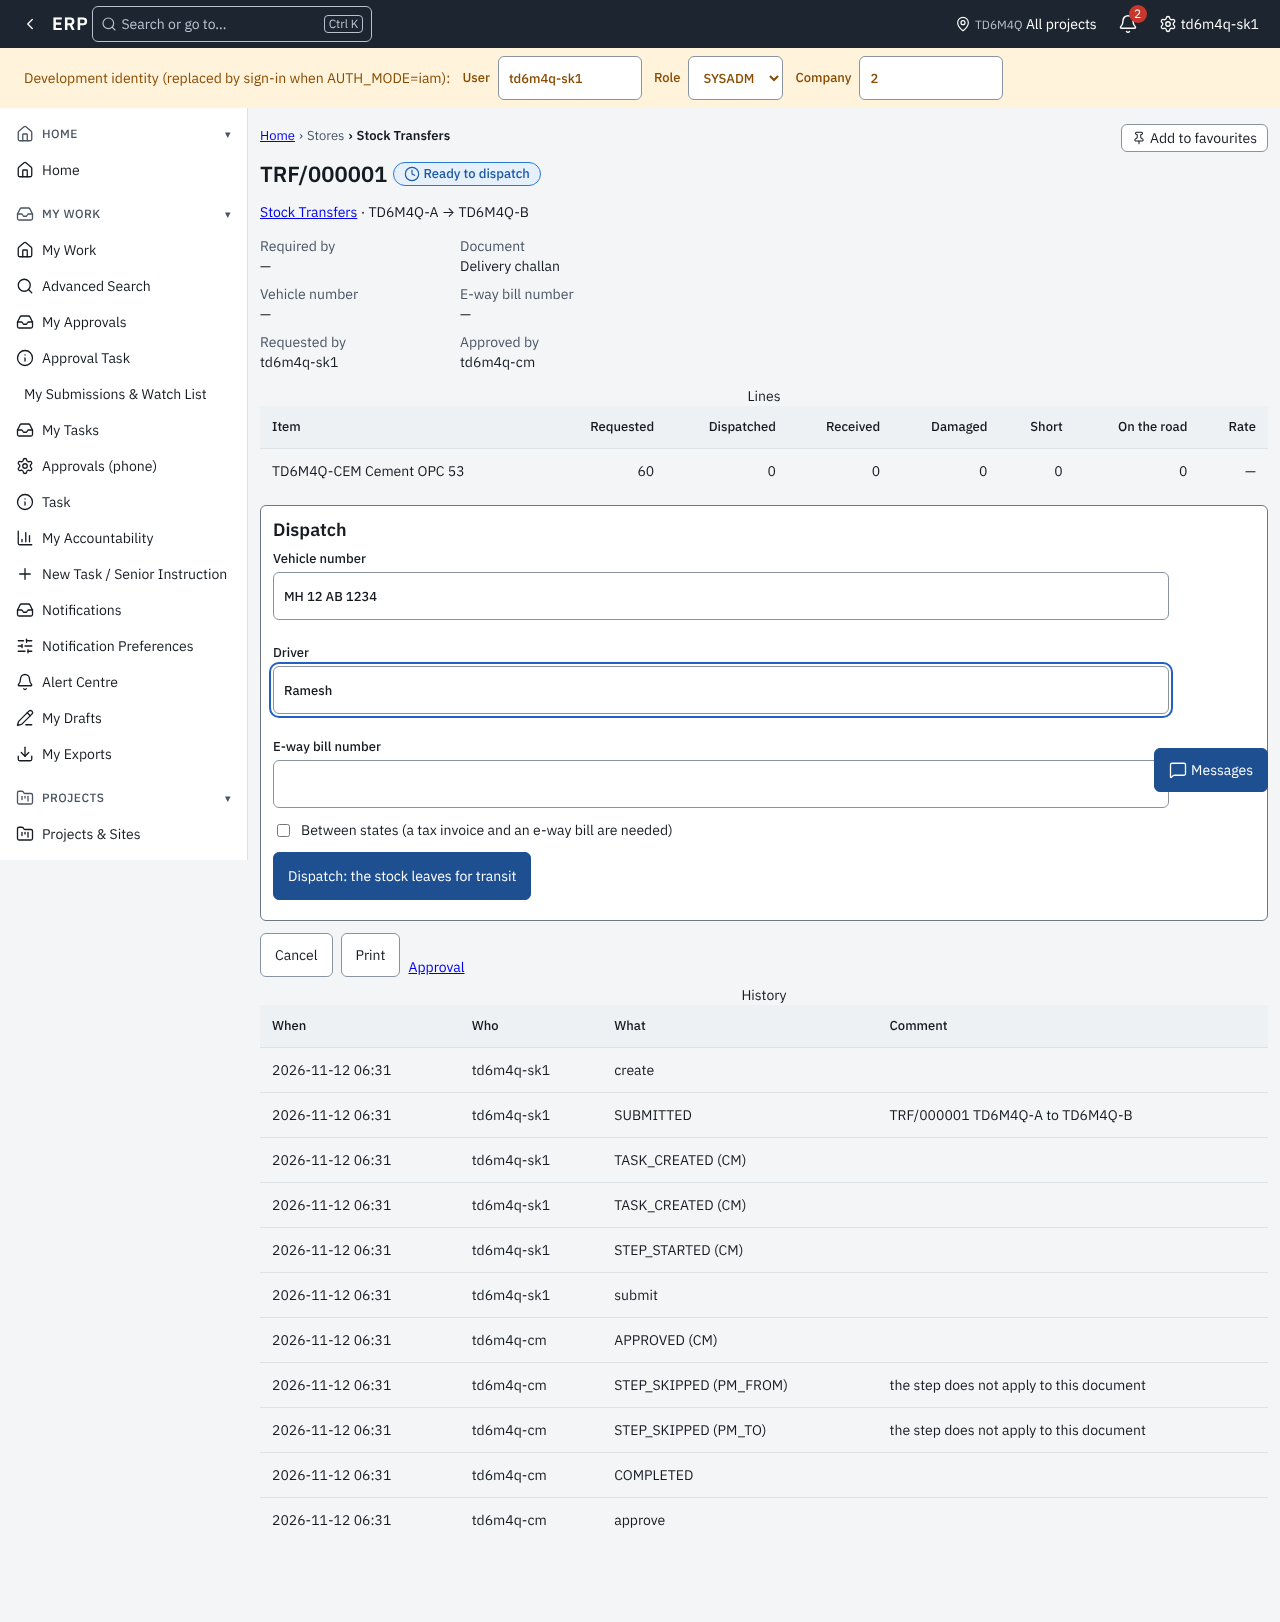 ERP
Search or go to...
Ctrl K
TD6M4Q All projects
2
td6m4q-sk1
Development identity (replaced by sign-in when AUTH_MODE=iam):
User
td6m4q-sk1
Role
SYSADM
Company
2
HOME
Home
MY WORK
My Work
Advanced Search
My Approvals
Approval Task
My Submissions & Watch List
My Tasks
Approvals (phone)
Task
My Accountability
New Task / Senior Instruction
Notifications
Notification Preferences
Alert Centre
My Drafts
My Exports
PROJECTS
Projects & Sites
Home › Stores › Stock Transfers
Add to favourites
TRF/000001 Ready to dispatch
Stock Transfers · TD6M4Q-A → TD6M4Q-B
Required by
—
Document
Delivery challan
Vehicle number
—
E-way bill number
—
Requested by
td6m4q-sk1
Approved by
td6m4q-cm
Lines
Item Requested Dispatched Received Damaged Short On the road Rate
TD6M4Q-CEM Cement OPC 53 60 0 0 0 0 0 —
Dispatch
Vehicle number
MH 12 AB 1234
Driver
Ramesh
E-way bill number
Messages
Between states (a tax invoice and an e-way bill are needed)
Dispatch: the stock leaves for transit
Cancel Print Approval
History
When Who What Comment
2026-11-12 06:31 td6m4q-sk1 create
2026-11-12 06:31 td6m4q-sk1 SUBMITTED TRF/000001 TD6M4Q-A to TD6M4Q-B
2026-11-12 06:31 td6m4q-sk1 TASK_CREATED (CM)
2026-11-12 06:31 td6m4q-sk1 TASK_CREATED (CM)
2026-11-12 06:31 td6m4q-sk1 STEP_STARTED (CM)
2026-11-12 06:31 td6m4q-sk1 submit
2026-11-12 06:31 td6m4q-cm APPROVED (CM)
2026-11-12 06:31 td6m4q-cm STEP_SKIPPED (PM_FROM) the step does not apply to this document
2026-11-12 06:31 td6m4q-cm STEP_SKIPPED (PM_TO) the step does not apply to this document
2026-11-12 06:31 td6m4q-cm COMPLETED
2026-11-12 06:31 td6m4q-cm approve